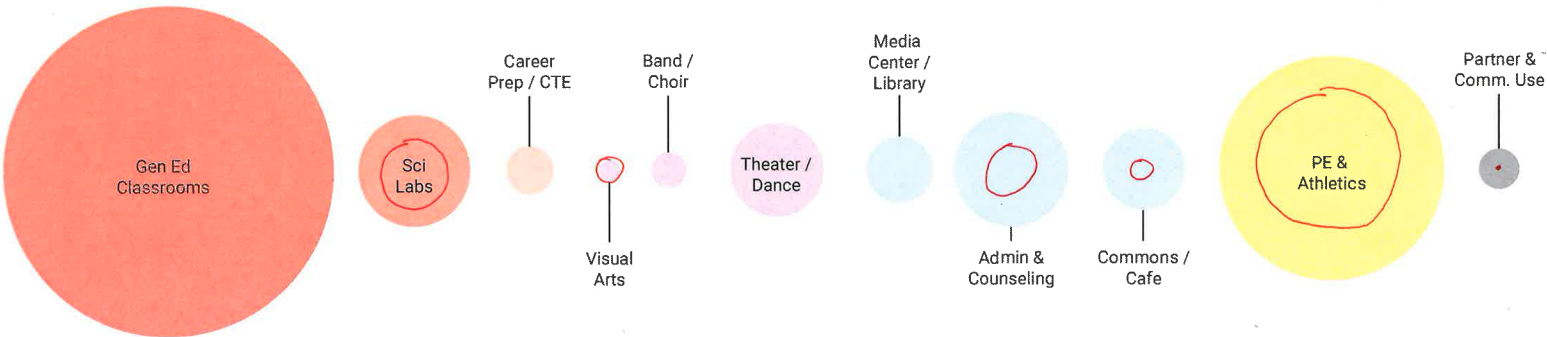 Gen Ed
Classrooms
Sci
Labs
Career
Prep / CTE
Visual
Arts
Band /
Choir
Theater /
Dance
Media
Center /
Library
Admin &
Counseling
Commons /
Cafe
PE &
Athletics
Partner &
Comm. Use